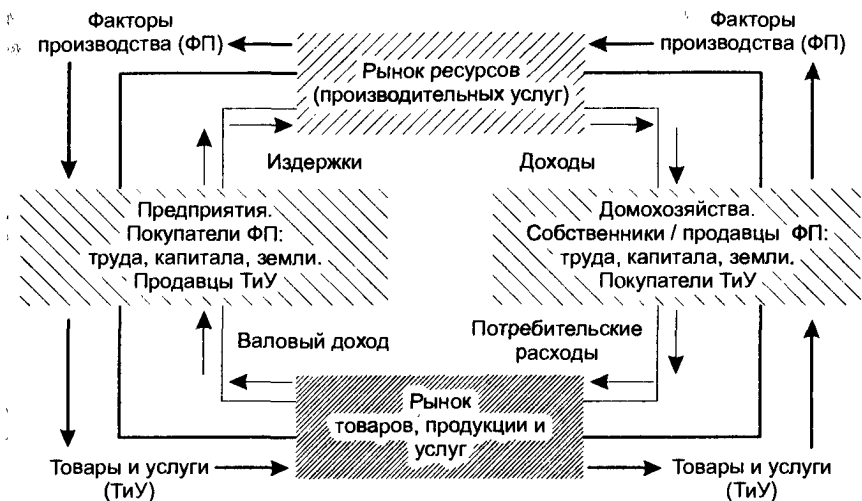 Факторы
производства (ФП)
Факторы
производства (ФП)
Рынок ресурсов
(производительных услуг)
Издержки
Доходы
Предприятия.
Покупатели ФП:
труда, капитала, земли.
Продавцы ТиУ
Домохозяйства.
Собственники / продавцы ФП:
труда, капитала, земли.
Покупатели ТиУ
Валовый доход
Потребительские
расходы
Рынок
товаров, продукции и
услуг
Товары и услуги
(ТиУ)
Товары и услуги
(ТиУ)